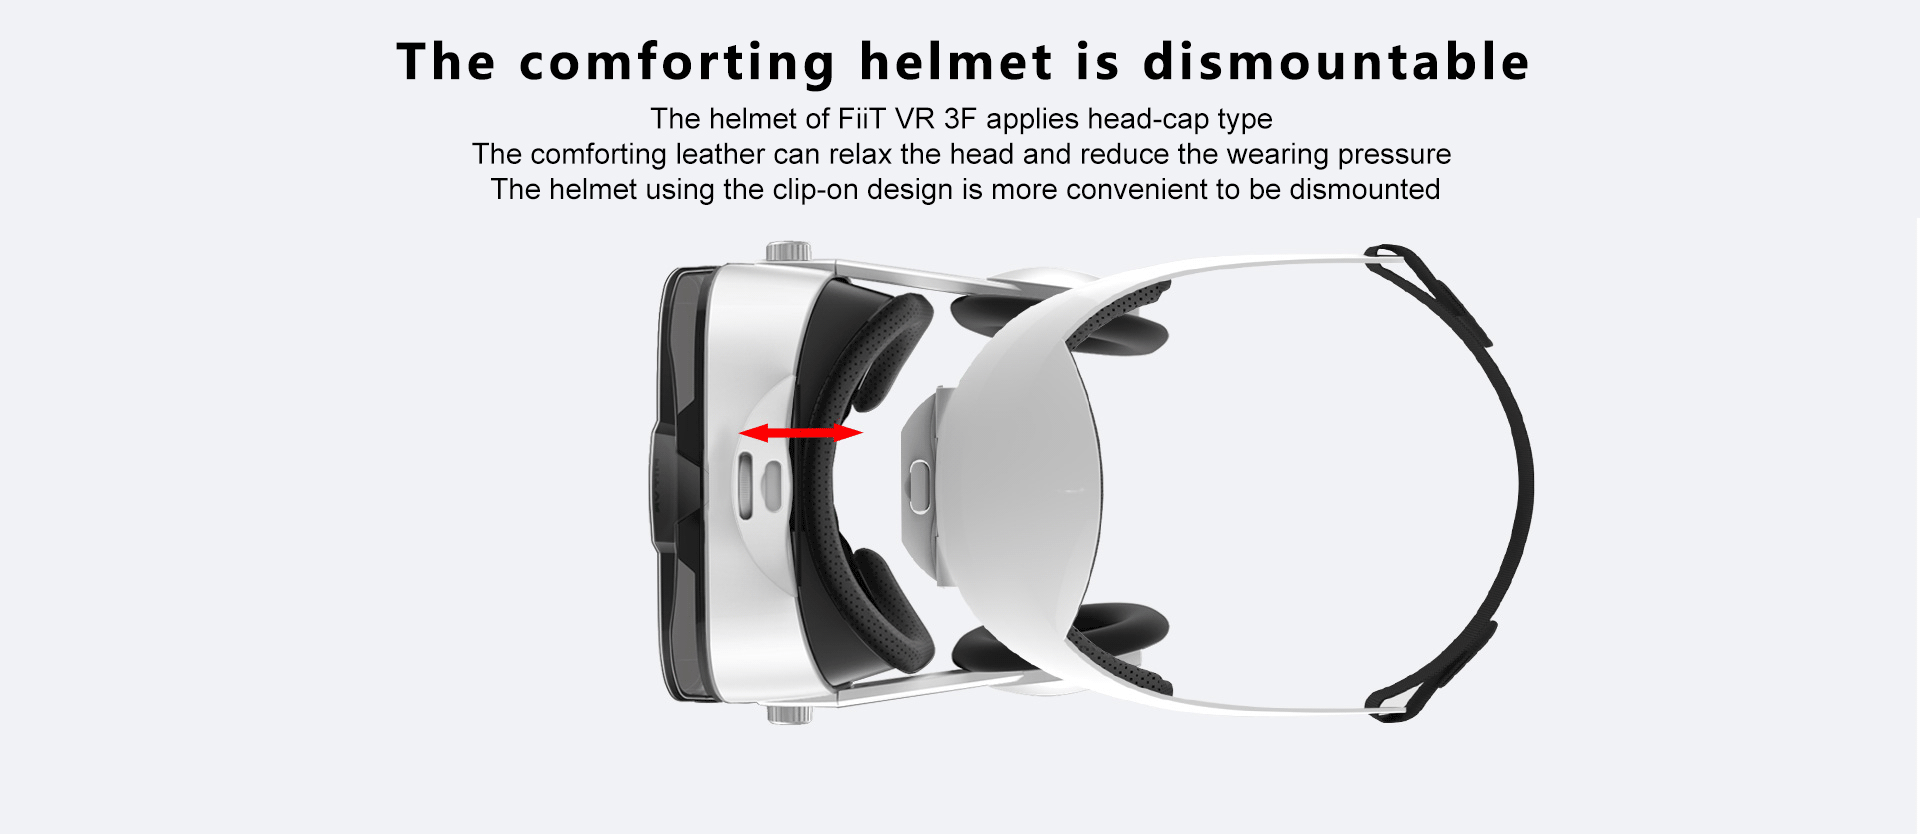 The comforting helmet is dismountable
The helmet of FiiT VR 3F applies head-cap type
The comforting leather can relax the head and reduce the wearing pressure
The helmet using the clip-on design is more convenient to be dismounted